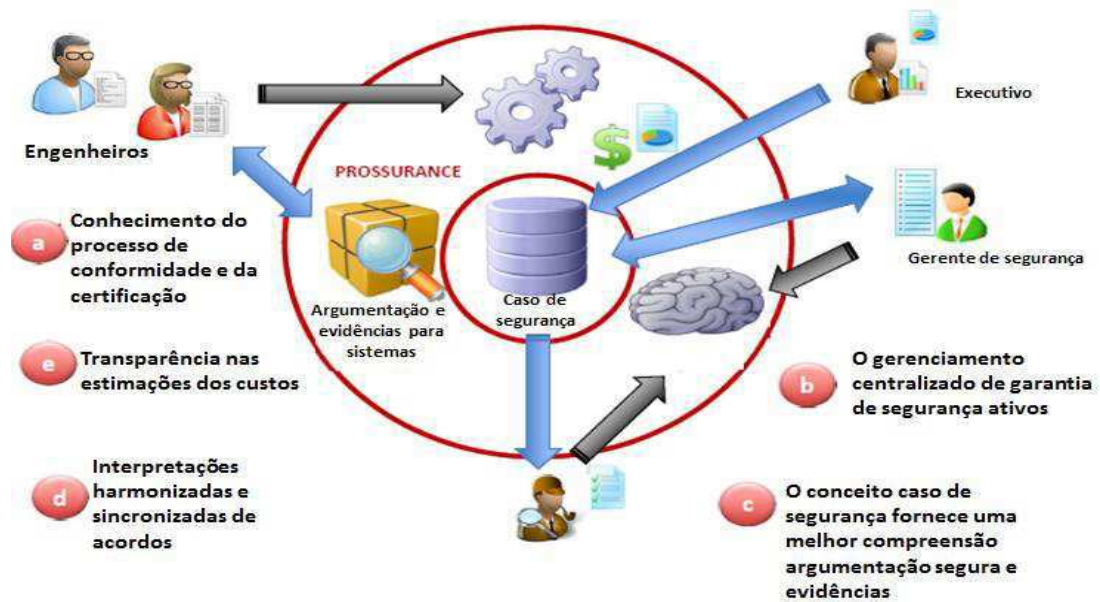 Engenheiros
PROSSURANCE
Executivo
Gerente de segurança
a
Conhecimento do
processo de
conformidade e da
certificação
Argumentação e
evidências para
sistemas
Caso de
segurança
e
Transparência nas
estimações dos custos
b
O gerenciamento
centralizado de garantia
de segurança ativos
d
Interpretações
harmonizadas e
sincronizadas de
acordos
c
O conceito caso de
segurança fornece uma
melhor compreensão
argumentação segura e
evidências
$